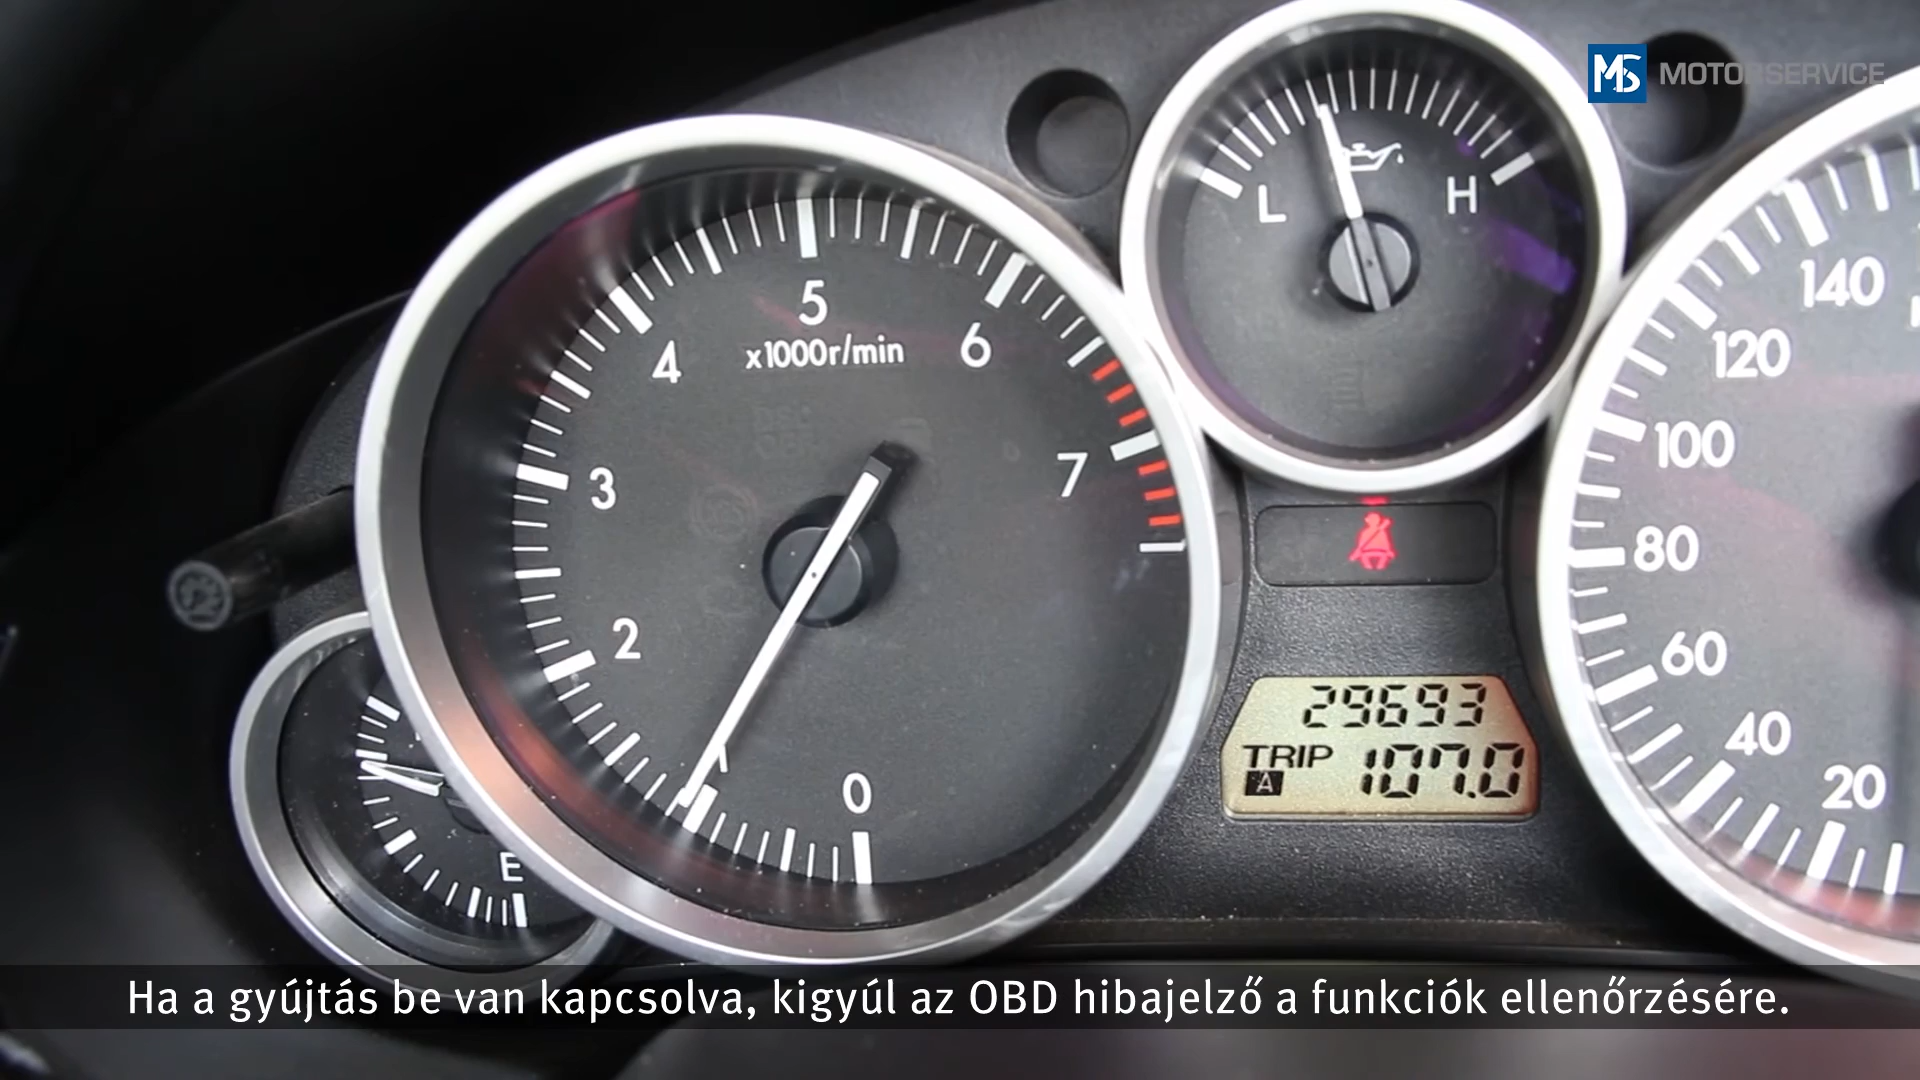 MS MOTORSERVICE
L H
140
120
100
80
60
40
20
5
x1000r/min
4 6
3 7
2
0
E
29693
TRIP A 107.0
Ha a gyújtás be van kapcsolva, kigyúl az OBD hibajelző a funkciók ellenőrzésére.